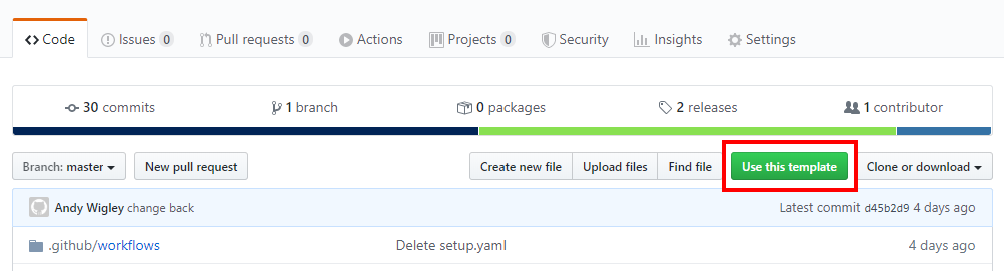 Code Issues 0 Pull requests 0 Actions Projects 0 Security Insights Settings
30 commits 1 branch 0 packages 2 releases 1 contributor
Branch: master New pull request Create new file Upload files Find file Use this template Clone or download
Andy Wigley change back Latest commit d45b2d9 4 days ago
.github/workflows Delete setup.yaml 4 days ago